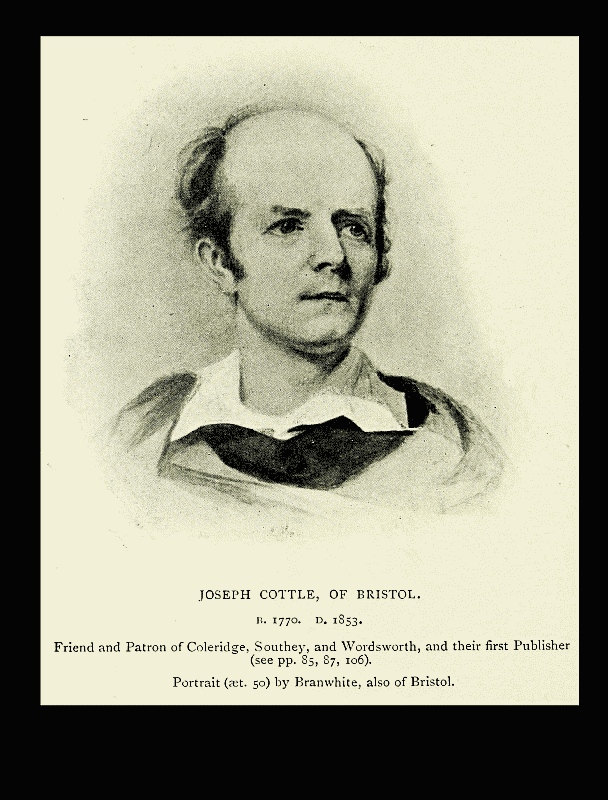 JOSEPH COTTLE, OF BRISTOL.
B. 1770. D. 1853.
Friend and Patron of Coleridge, Southey, and Wordsworth, and their first Publisher
(see pp. 85, 87, 106).
Portrait (æt. 50) by Branwhite, also of Bristol.